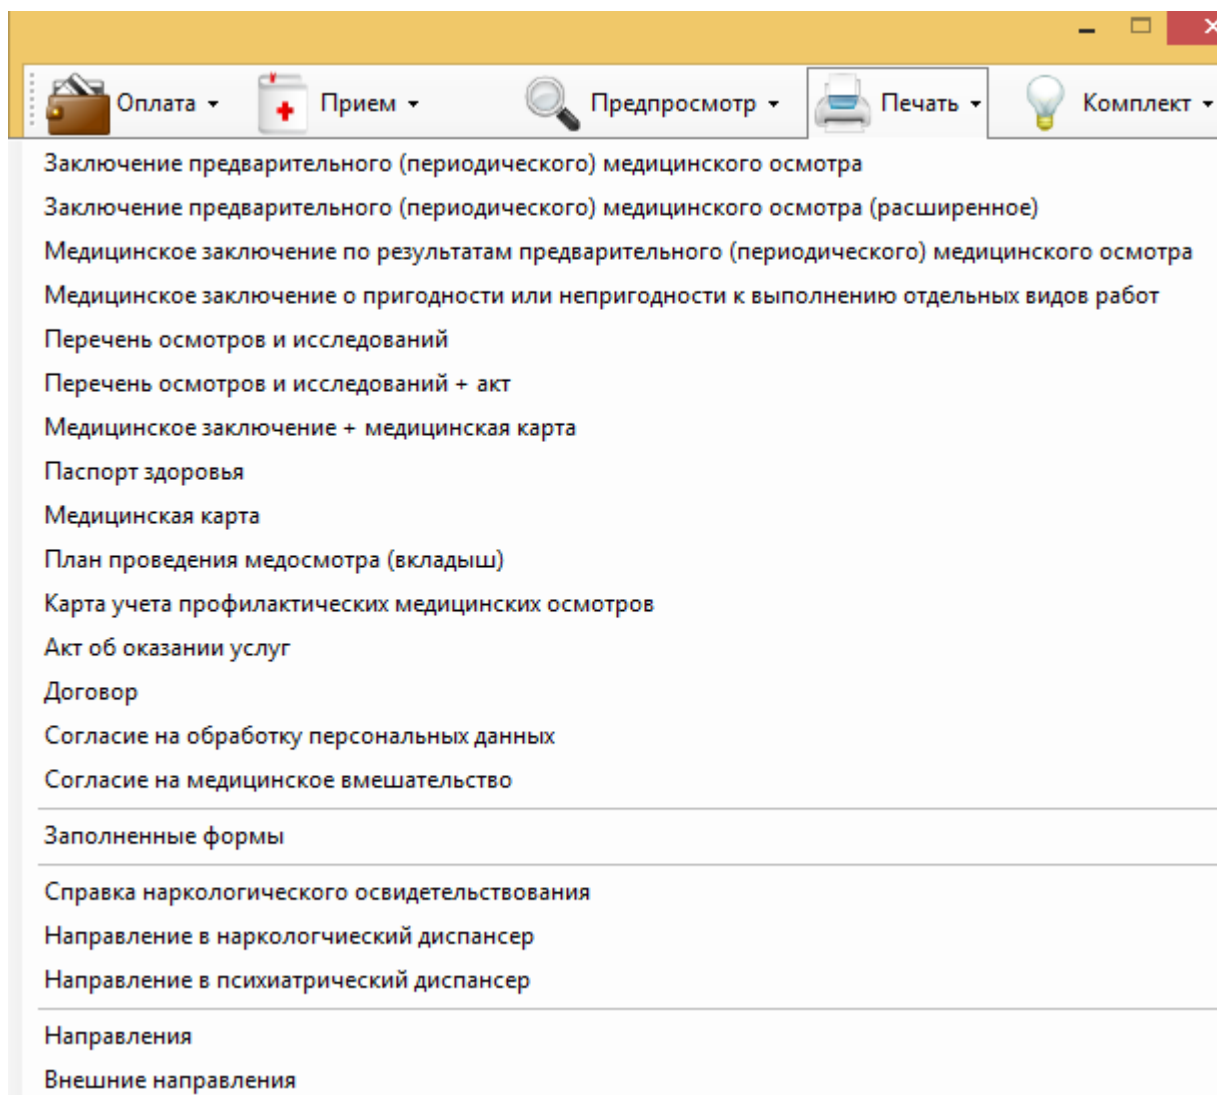 Оплата
Прием
Предпросмотр
Печать
Комплект
Заключение предварительного (периодического) медицинского осмотра
Заключение предварительного (периодического) медицинского осмотра (расширенное)
Медицинское заключение по результатам предварительного (периодического) медицинского осмотра
Медицинское заключение о пригодности или непригодности к выполнению отдельных видов работ
Перечень осмотров и исследований
Перечень осмотров и исследований + акт
Медицинское заключение + медицинская карта
Паспорт здоровья
Медицинская карта
План проведения медосмотра (вкладыш)
Карта учета профилактических медицинских осмотров
Акт об оказании услуг
Договор
Согласие на обработку персональных данных
Согласие на медицинское вмешательство
Заполненные формы
Справка наркологического освидетельствования
Направление в наркологчиеский диспансер
Направление в психиатрический диспансер
Направления
Внешние направления